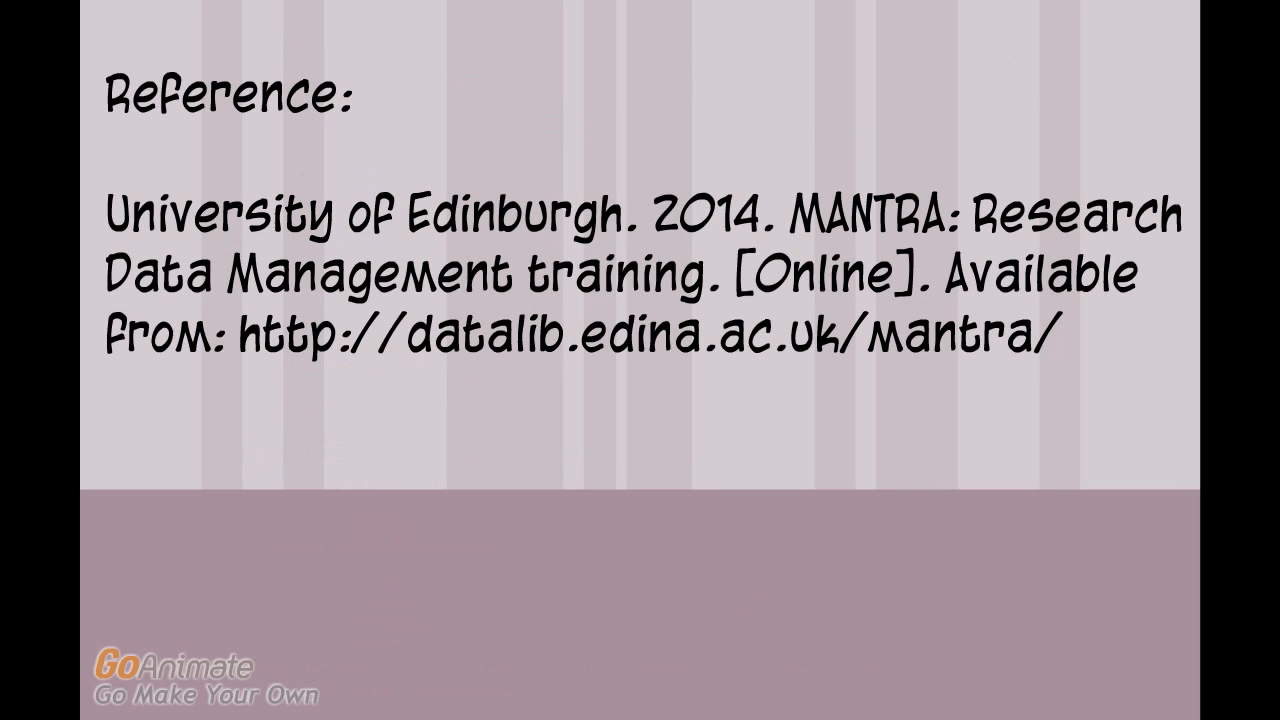 Reference:
University of Edinburgh. 2014. MANTRA: Research
Data Management training. [Online]. Available
from: http://datalib.edina.ac.uk/mantra/
GoAnimate
Go Make Your Own